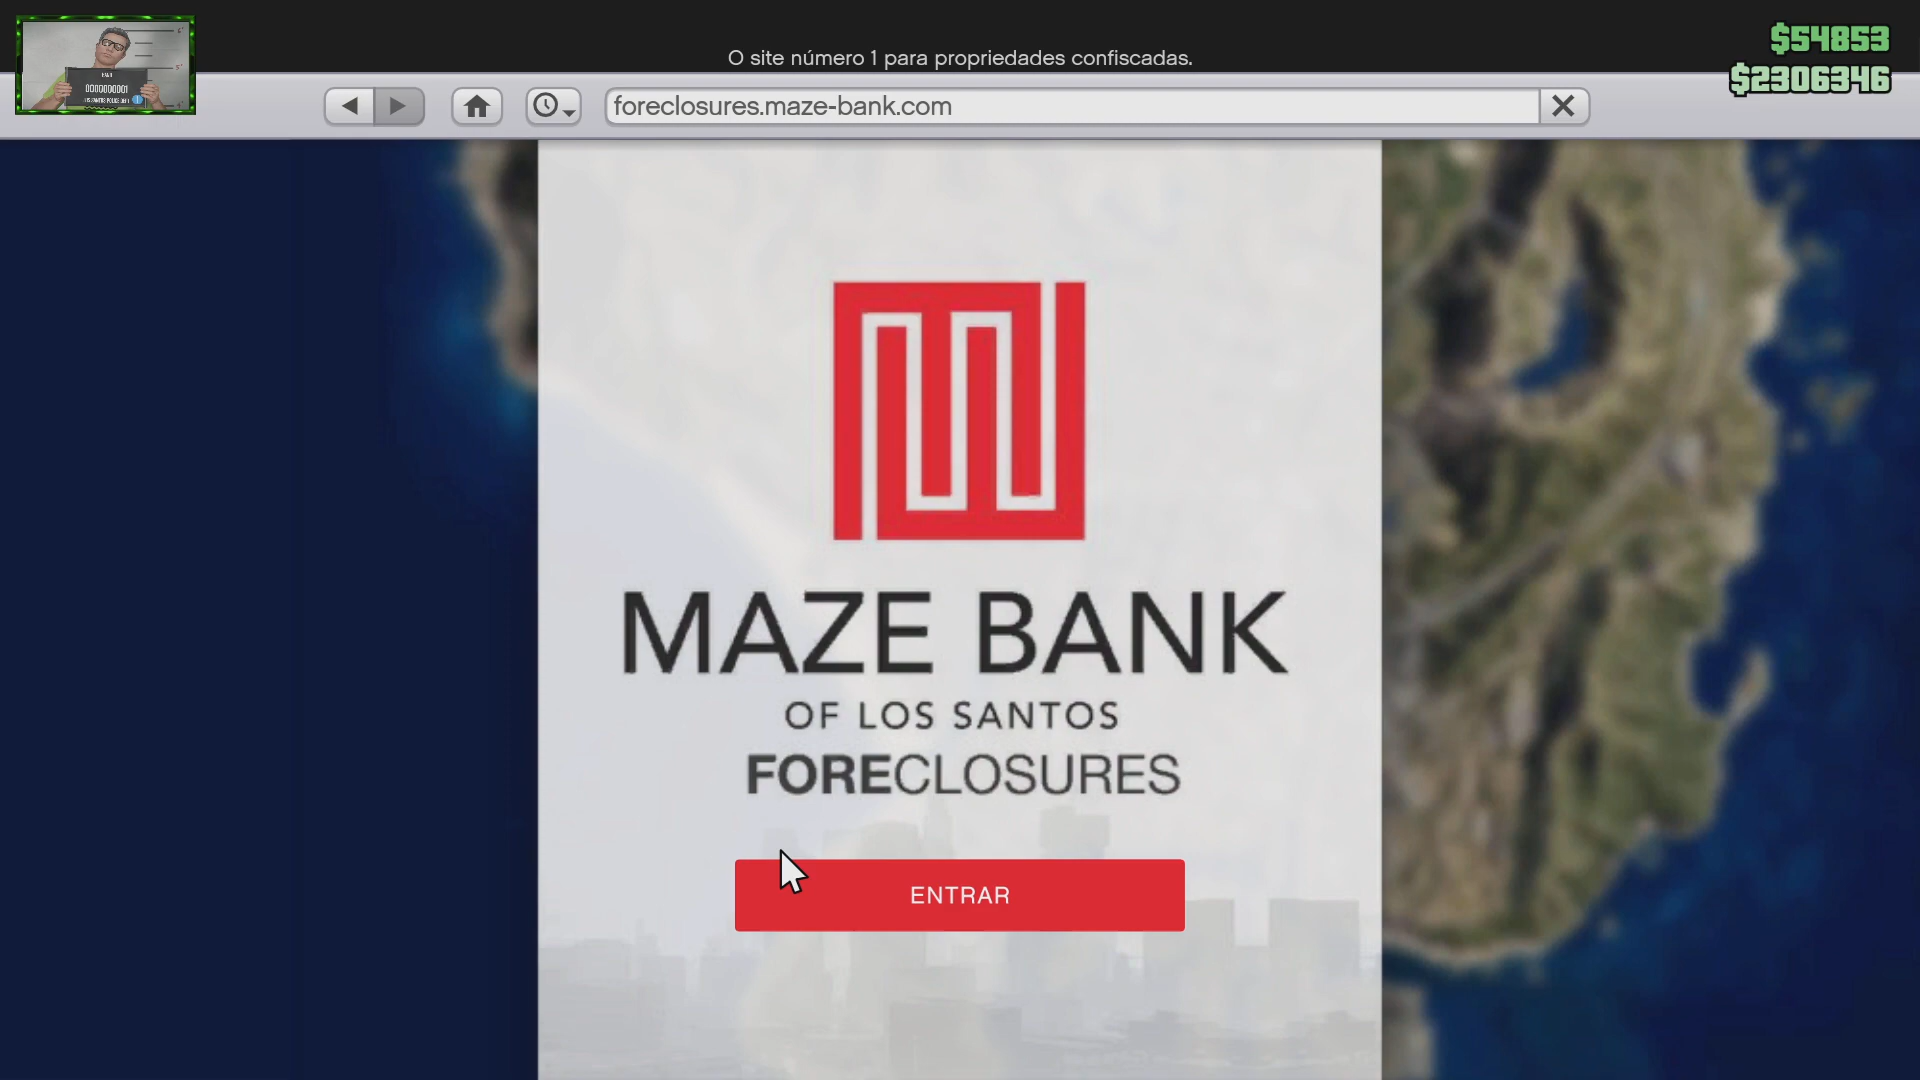 O site número 1 para propriedades confiscadas.
$54853
$2306346
0000000001
foreclosures.maze-bank.com
MAZE BANK
OF LOS SANTOS
FORECLOSURES
ENTRAR